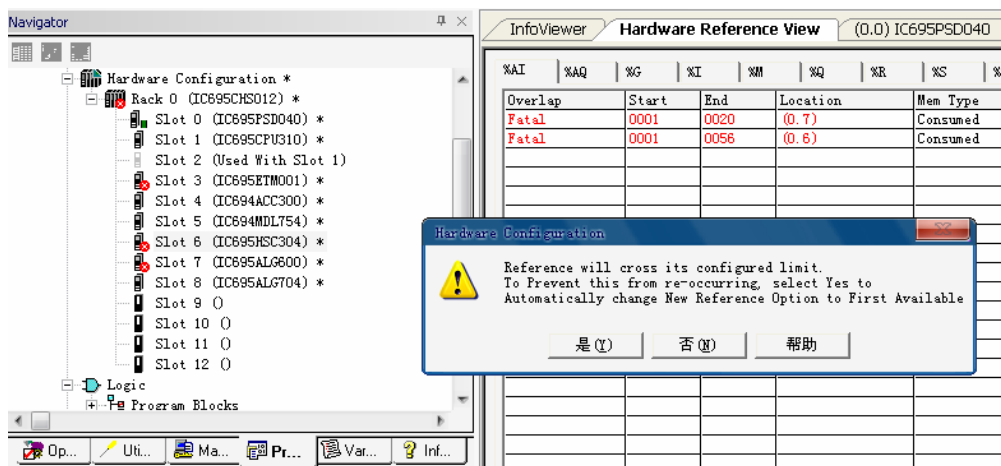 Navigator
InfoViewer
Hardware Reference View
(0.0) IC695PSD040
Hardware Configuration *
Rack 0 (IC695CHS012) *
Slot 0 (IC695PSD040) *
Slot 1 (IC695CPU310) *
Slot 2 (Used With Slot 1)
Slot 3 (IC695ETM001) *
Slot 4 (IC694ACC300) *
Slot 5 (IC694MDL754) *
Slot 6 (IC695HSC304) *
Slot 7 (IC695ALG600) *
Slot 8 (IC695ALG704) *
Slot 9 ()
Slot 10 ()
Slot 11 ()
Slot 12 ()
Logic
Program Blocks
Op...
Uti...
Ma...
Pr...
Var...
Inf...
%AI %AQ %G %I %M %Q %R %S %
Overlap Start End Location Mem Type
Fatal 0001 0020 (0.7) Consumed
Fatal 0001 0056 (0.6) Consumed
Hardware Configuration
Reference will cross its configured limit.
To Prevent this from re-occurring, select Yes to
Automatically change New Reference Option to First Available
是(Y) 否(N) 帮助